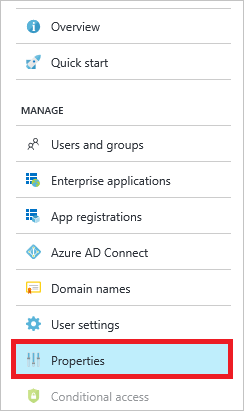 Overview
Quick start
MANAGE
Users and groups
Enterprise applications
App registrations
Azure AD Connect
Domain names
User settings
Properties
Conditional access